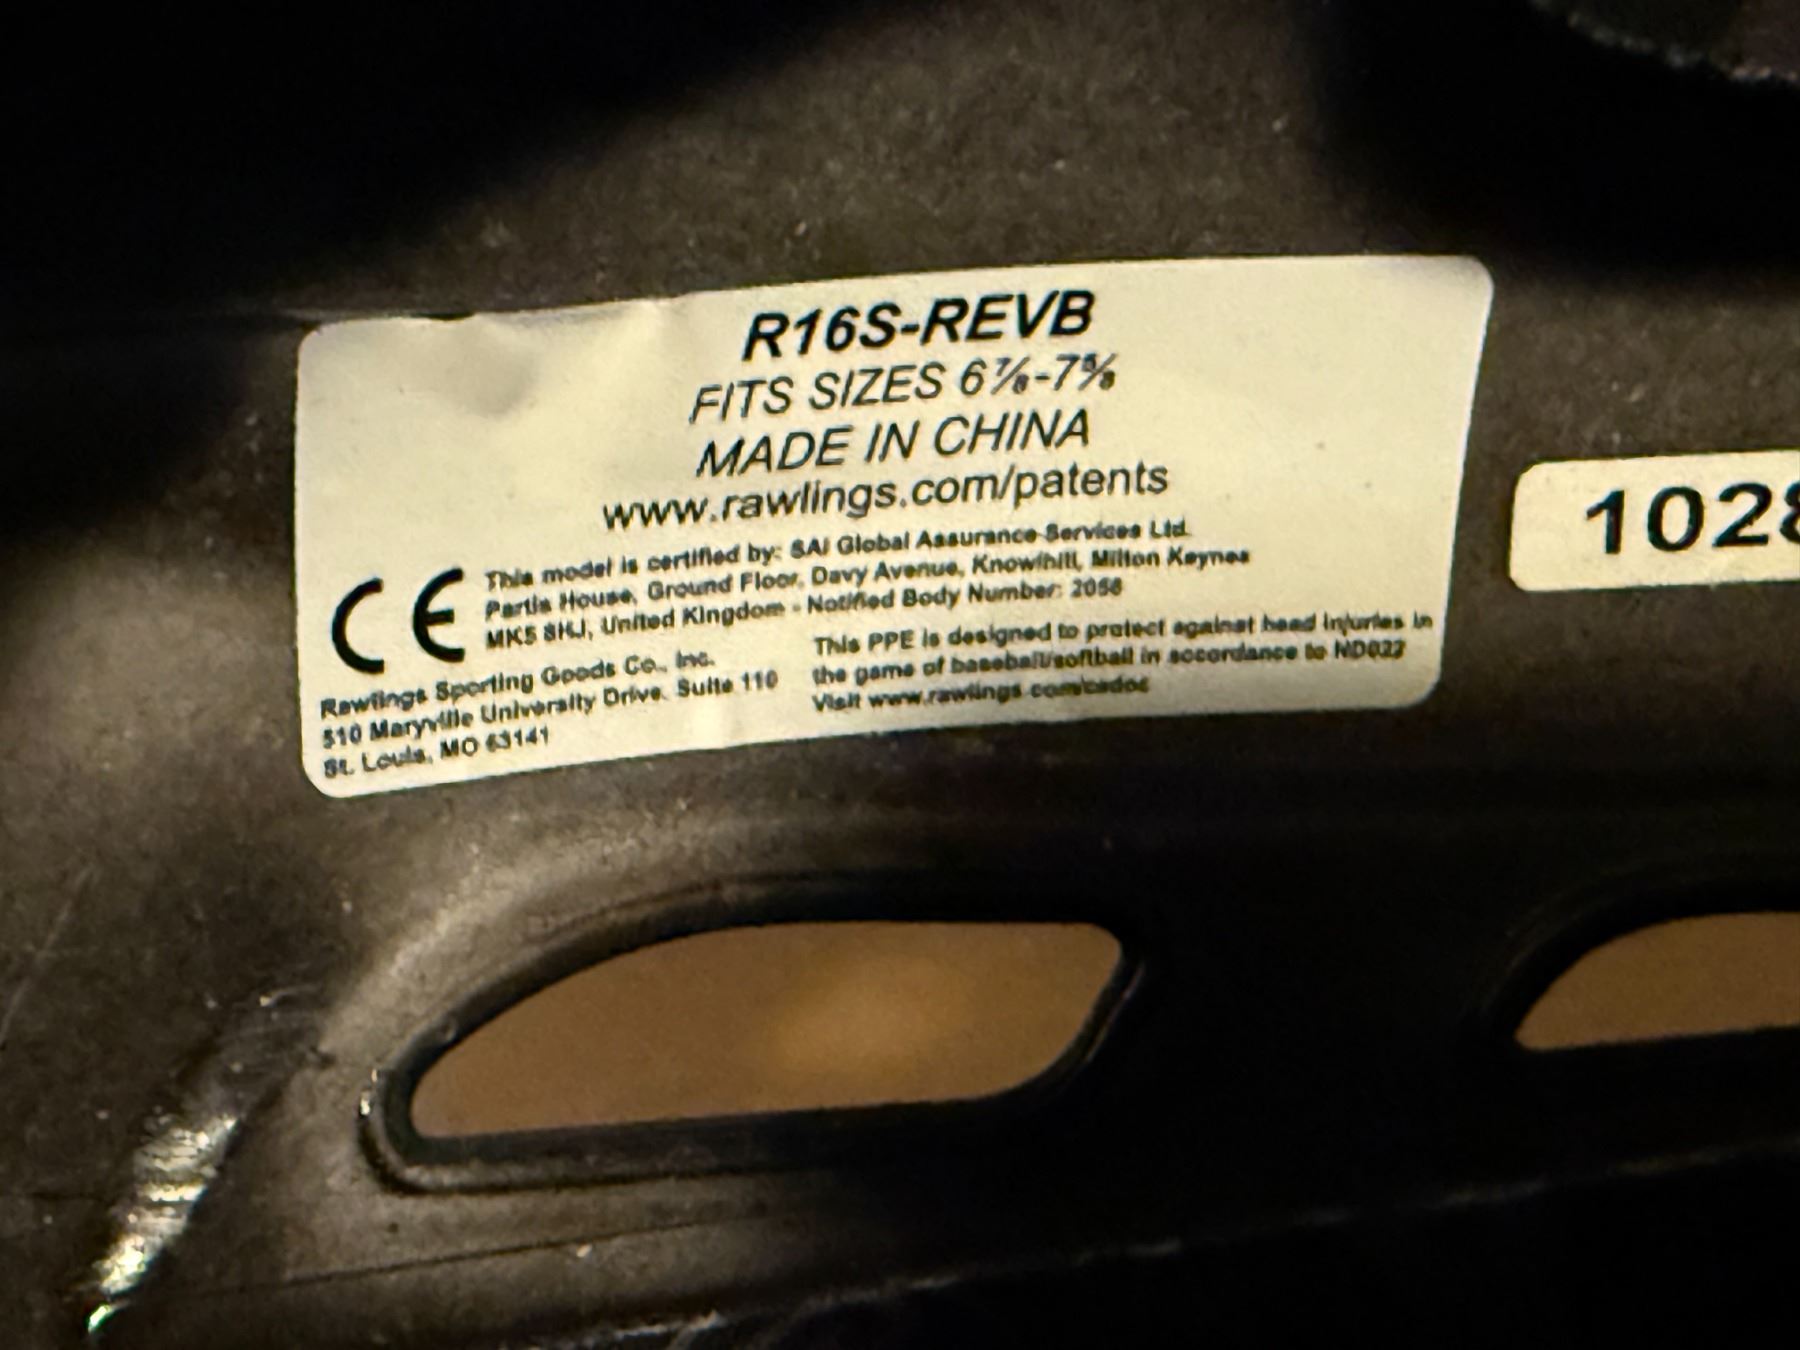 R16S-REVB
FITS SIZES 6⅞-7⅝
MADE IN CHINA
www.rawlings.com/patents
CE
This model is certified by: SAI Global Assurance Services Ltd.
Partis House, Ground Floor, Davy Avenue, Knowlhill, Milton Keynes
MK5 8HJ, United Kingdom - Notified Body Number: 2056
Rawlings Sporting Goods Co., Inc.
510 Maryville University Drive. Suite 110
St. Louis, MO 63141
This PPE is designed to protect against head injuries in
the game of baseball/softball in accordance to ND022
Visit www.rawlings.com/cedoc
1028